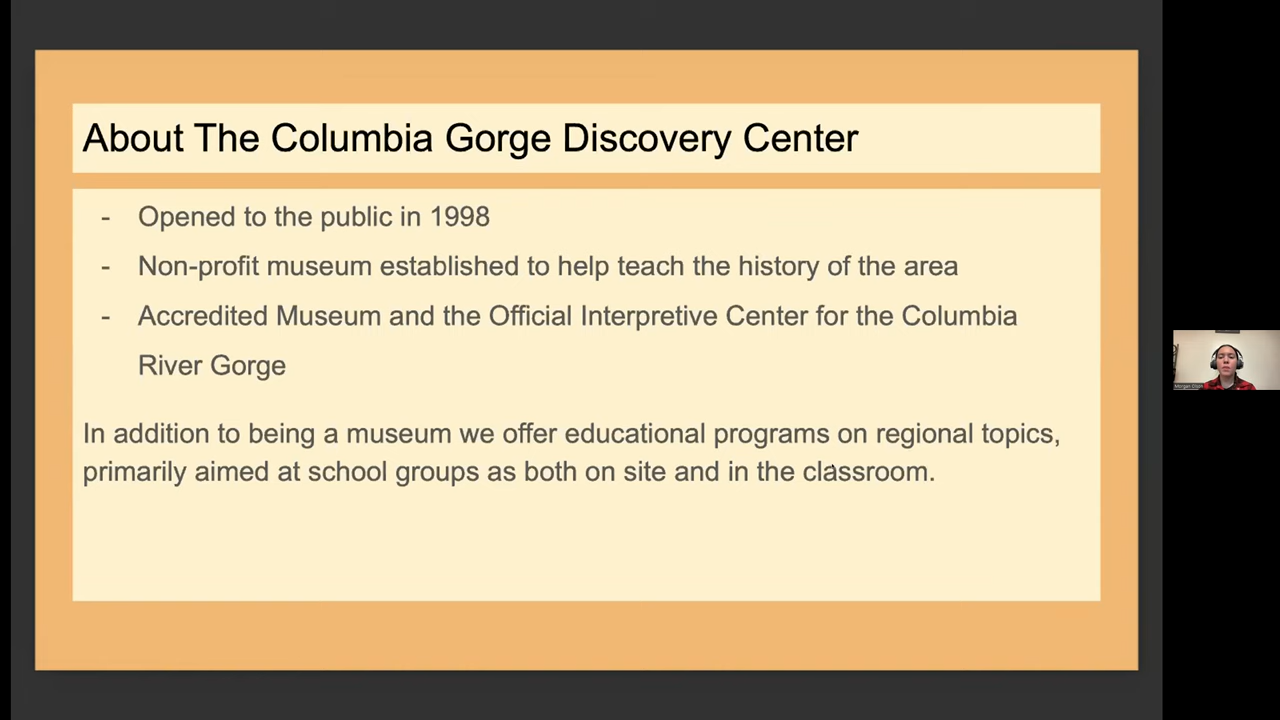 About The Columbia Gorge Discovery Center
- Opened to the public in 1998
- Non-profit museum established to help teach the history of the area
- Accredited Museum and the Official Interpretive Center for the Columbia
River Gorge
In addition to being a museum we offer educational programs on regional topics,
primarily aimed at school groups as both on site and in the classroom.
Morgan